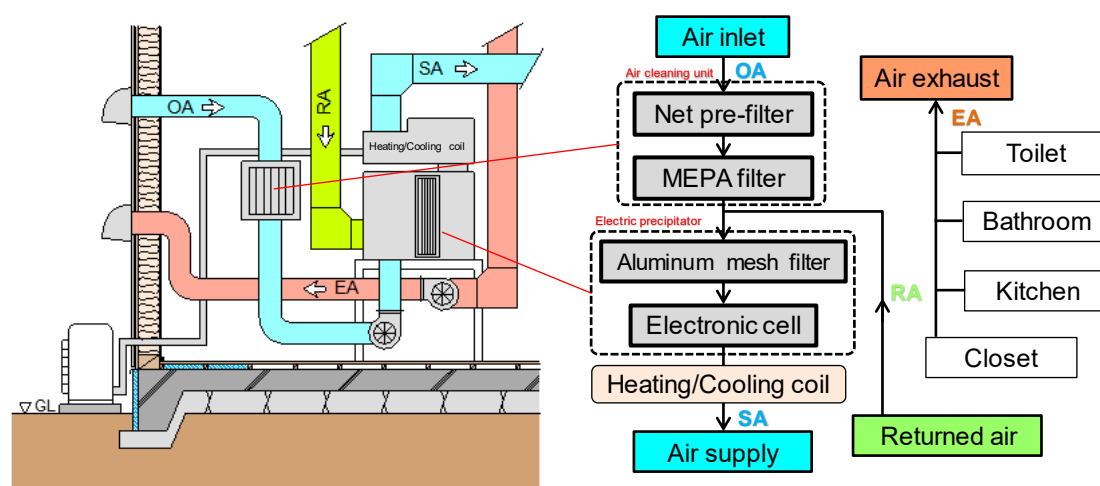 OA
RA
SA
Heating/Cooling coil
EA
GL
Air inlet
Air cleaning unit
OA
Net pre-filter
MEPA filter
Electric precipitator
Aluminum mesh filter
Electronic cell
Heating/Cooling coil
SA
Air supply
Air exhaust
EA
Toilet
Bathroom
Kitchen
Closet
RA
Returned air